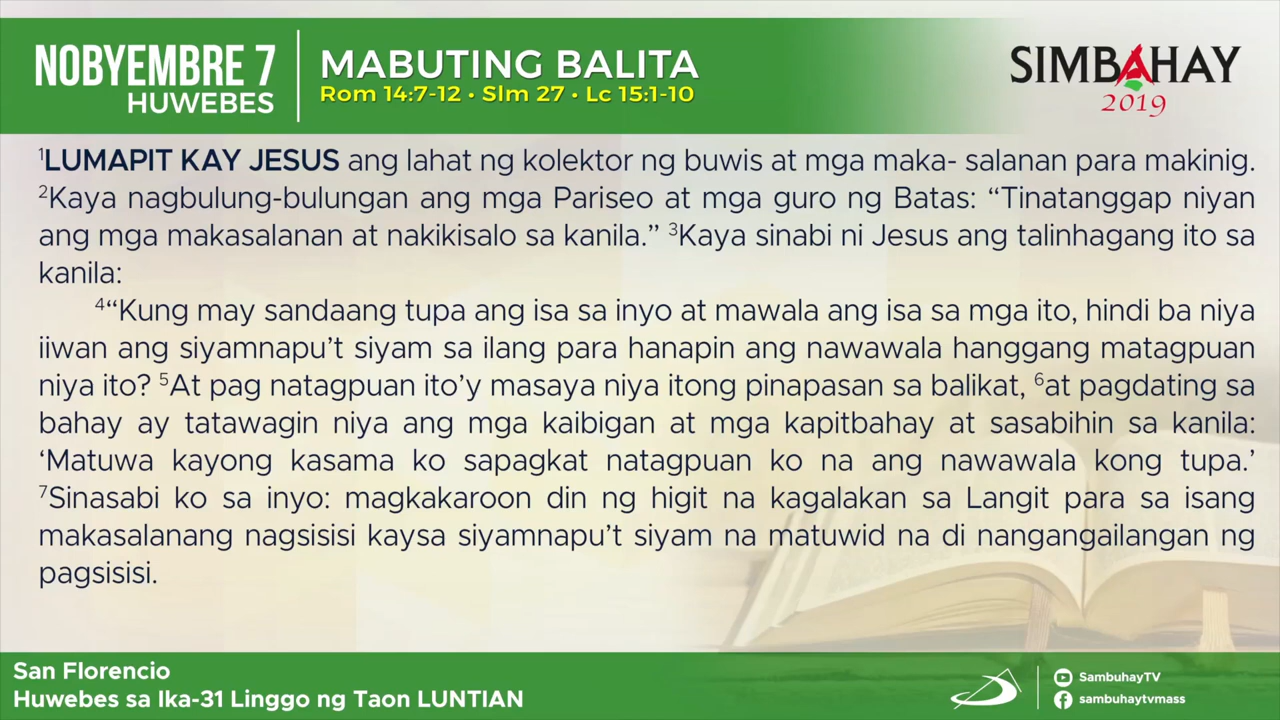 NOBYEMBRE 7
HUWEBES
MABUTING BALITA
Rom 14:7-12 • Slm 27 • Lc 15:1-10
SIMBAHAY
2019
¹LUMAPIT KAY JESUS ang lahat ng kolektor ng buwis at mga maka- salanan para makinig.
²Kaya nagbulung-bulungan ang mga Pariseo at mga guro ng Batas: “Tinatanggap niyan
ang mga makasalanan at nakikisalo sa kanila.” ³Kaya sinabi ni Jesus ang talinhagang ito sa
kanila:
⁴“Kung may sandaang tupa ang isa sa inyo at mawala ang isa sa mga ito, hindi ba niya
iiwan ang siyamnapu’t siyam sa ilang para hanapin ang nawawala hanggang matagpuan
niya ito? ⁵At pag natagpuan ito’y masaya niya itong pinapasan sa balikat, ⁶at pagdating sa
bahay ay tatawagin niya ang mga kaibigan at mga kapitbahay at sasabihin sa kanila:
‘Matuwa kayong kasama ko sapagkat natagpuan ko na ang nawawala kong tupa.’
⁷Sinasabi ko sa inyo: magkakaroon din ng higit na kagalakan sa Langit para sa isang
makasalanang nagsisisi kaysa siyamnapu’t siyam na matuwid na di nangangailangan ng
pagsisisi.
San Florencio
Huwebes sa Ika-31 Linggo ng Taon LUNTIAN
SambuhayTV
sambuhaytvmass